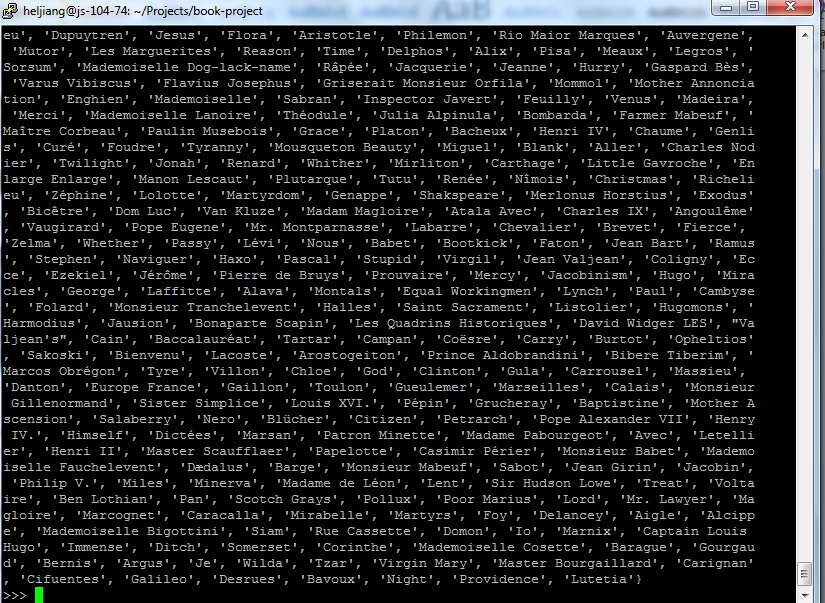 heljiang@js-104-74: ~/Projects/book-project
eu', 'Dupuytren', 'Jesus', 'Flora', 'Aristotle', 'Philemon', 'Rio Maior Marques', 'Auvergene',
 'Mutor', 'Les Marguerites', 'Reason', 'Time', 'Delphos', 'Alix', 'Pisa', 'Meaux', 'Legros', '
Sorsum', 'Mademoiselle Dog-lack-name', 'Râpée', 'Jacquerie', 'Jeanne', 'Hurry', 'Gaspard Bès',
 'Varus Vibiscus', 'Flavius Josephus', 'Griserait Monsieur Orfila', 'Mommol', 'Mother Annoncia
tion', 'Enghien', 'Mademoiselle', 'Sabran', 'Inspector Javert', 'Feuilly', 'Venus', 'Madeira',
 'Merci', 'Mademoiselle Lanoire', 'Théodule', 'Julia Alpinula', 'Bombarda', 'Farmer Mabeuf', '
Maître Corbeau', 'Paulin Musebois', 'Grace', 'Platon', 'Bacheux', 'Henri IV', 'Chaume', 'Genli
s', 'Curé', 'Foudre', 'Tyranny', 'Mousqueton Beauty', 'Miguel', 'Blank', 'Aller', 'Charles Nod
ier', 'Twilight', 'Jonah', 'Renard', 'Whither', 'Mirliton', 'Carthage', 'Little Gavroche', 'En
large Enlarge', 'Manon Lescaut', 'Plutarque', 'Tutu', 'Renée', 'Nîmois', 'Christmas', 'Richeli
eu', 'Zéphine', 'Lolotte', 'Martyrdom', 'Genappe', 'Shakspeare', 'Merlonus Horstius', 'Exodus'
, 'Bicêtre', 'Dom Luc', 'Van Kluze', 'Madam Magloire', 'Atala Avec', 'Charles IX', 'Angoulême'
, 'Vaugirard', 'Pope Eugene', 'Mr. Montparnasse', 'Labarre', 'Chevalier', 'Brevet', 'Fierce',
'Zelma', 'Whether', 'Passy', 'Lévi', 'Nous', 'Babet', 'Bootkick', 'Faton', 'Jean Bart', 'Ramus
', 'Stephen', 'Naviguer', 'Haxo', 'Pascal', 'Stupid', 'Virgil', 'Jean Valjean', 'Coligny', 'Ec
ce', 'Ezekiel', 'Jérôme', 'Pierre de Bruys', 'Prouvaire', 'Mercy', 'Jacobinism', 'Hugo', 'Mira
cles', 'George', 'Laffitte', 'Alava', 'Montals', 'Equal Workingmen', 'Lynch', 'Paul', 'Cambyse
', 'Folard', 'Monsieur Tranchelevent', 'Halles', 'Saint Sacrament', 'Listolier', 'Hugomons', '
Harmodius', 'Jausion', 'Bonaparte Scapin', 'Les Quadrins Historiques', 'David Widger LES', "Va
ljean's", 'Cain', 'Baccalauréat', 'Tartar', 'Campan', 'Coësre', 'Carry', 'Burtot', 'Opheltios'
, 'Sakoski', 'Bienvenu', 'Lacoste', 'Arostogeiton', 'Prince Aldobrandini', 'Bibere Tiberim', '
Marcos Obrégon', 'Tyre', 'Villon', 'Chloe', 'God', 'Clinton', 'Gula', 'Carrousel', 'Massieu',
'Danton', 'Europe France', 'Gaillon', 'Toulon', 'Gueulemer', 'Marseilles', 'Calais', 'Monsieur
 Gillenormand', 'Sister Simplice', 'Louis XVI.', 'Pépin', 'Grucheray', 'Baptistine', 'Mother A
scension', 'Salaberry', 'Nero', 'Blücher', 'Citizen', 'Petrarch', 'Pope Alexander VII', 'Henry
 IV.', 'Himself', 'Dictées', 'Marsan', 'Patron Minette', 'Madame Pabourgeot', 'Avec', 'Letelli
er', 'Henri II', 'Master Scaufflaer', 'Papelotte', 'Casimir Périer', 'Monsieur Babet', 'Mademo
iselle Fauchelevent', 'Dædalus', 'Barge', 'Monsieur Mabeuf', 'Sabot', 'Jean Girin', 'Jacobin',
 'Philip V.', 'Miles', 'Minerva', 'Madame de Léon', 'Lent', 'Sir Hudson Lowe', 'Treat', 'Volta
ire', 'Ben Lothian', 'Pan', 'Scotch Grays', 'Pollux', 'Poor Marius', 'Lord', 'Mr. Lawyer', 'Ma
gloire', 'Marcognet', 'Caracalla', 'Mirabelle', 'Martyrs', 'Foy', 'Delancey', 'Aigle', 'Alcipp
e', 'Mademoiselle Bigottini', 'Siam', 'Rue Cassette', 'Domon', 'Io', 'Marnix', 'Captain Louis
Hugo', 'Immense', 'Ditch', 'Somerset', 'Corinthe', 'Mademoiselle Cosette', 'Barague', 'Gourgau
d', 'Bernis', 'Argus', 'Je', 'Wilda', 'Tzar', 'Virgin Mary', 'Master Bourgaillard', 'Carignan'
, 'Cifuentes', 'Galileo', 'Desrues', 'Bavoux', 'Night', 'Providence', 'Lutetia'}
>>>